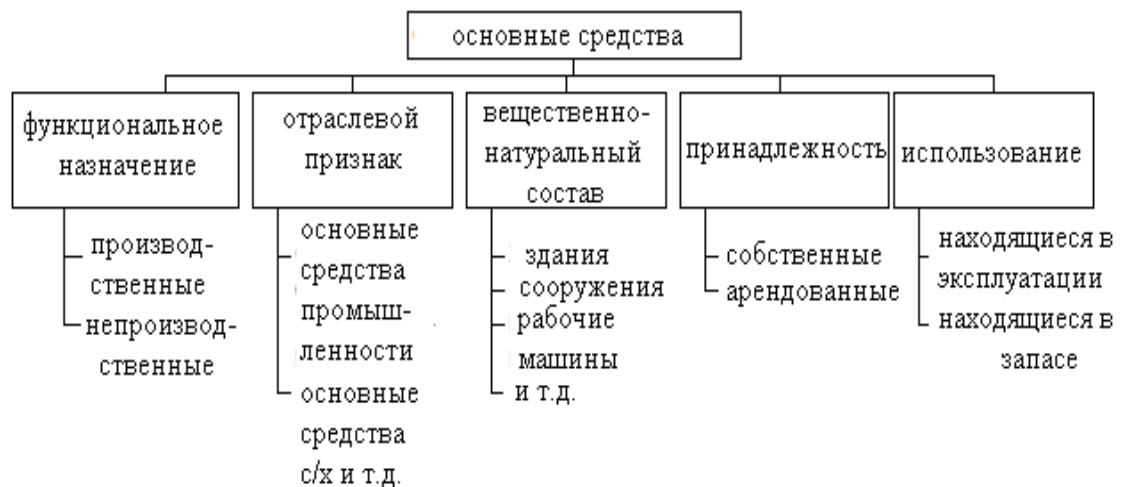 основные средства
функциональное
назначение
производ-
ственные
непроизвод-
ственные
отраслевой
признак
основные
средства
промыш-
ленности
основные
средства
с/х и т.д.
вещественно-
натуральный
состав
здания
сооружения
рабочие
машины
и т.д.
принадлежность
собственные
арендованные
использование
находящиеся в
эксплуатации
находящиеся в
запасе